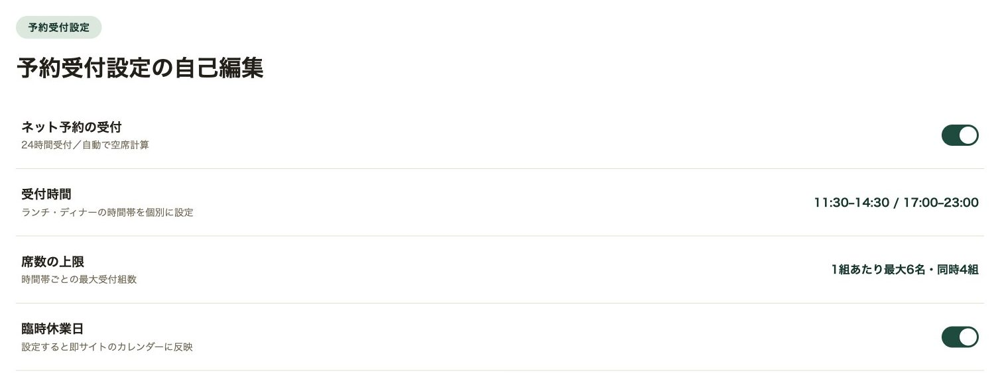 予約受付設定
予約受付設定の自己編集
ネット予約の受付
24時間受付／自動で空席計算
受付時間
ランチ・ディナーの時間帯を個別に設定
11:30–14:30 / 17:00–23:00
席数の上限
時間帯ごとの最大受付組数
1組あたり最大6名・同時4組
臨時休業日
設定すると即サイトのカレンダーに反映